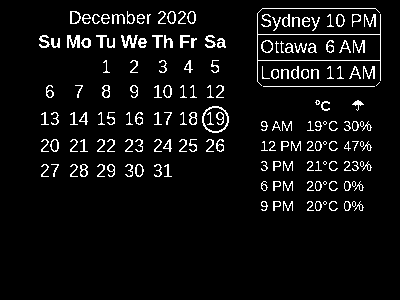 December 2020
Su Mo Tu We Th Fr Sa
1 2 3 4 5
6 7 8 9 10 11 12
13 14 15 16 17 18 19
20 21 22 23 24 25 26
27 28 29 30 31
Sydney 10 PM
Ottawa 6 AM
London 11 AM
°C ☂
9 AM 19°C 30%
12 PM 20°C 47%
3 PM 21°C 23%
6 PM 20°C 0%
9 PM 20°C 0%